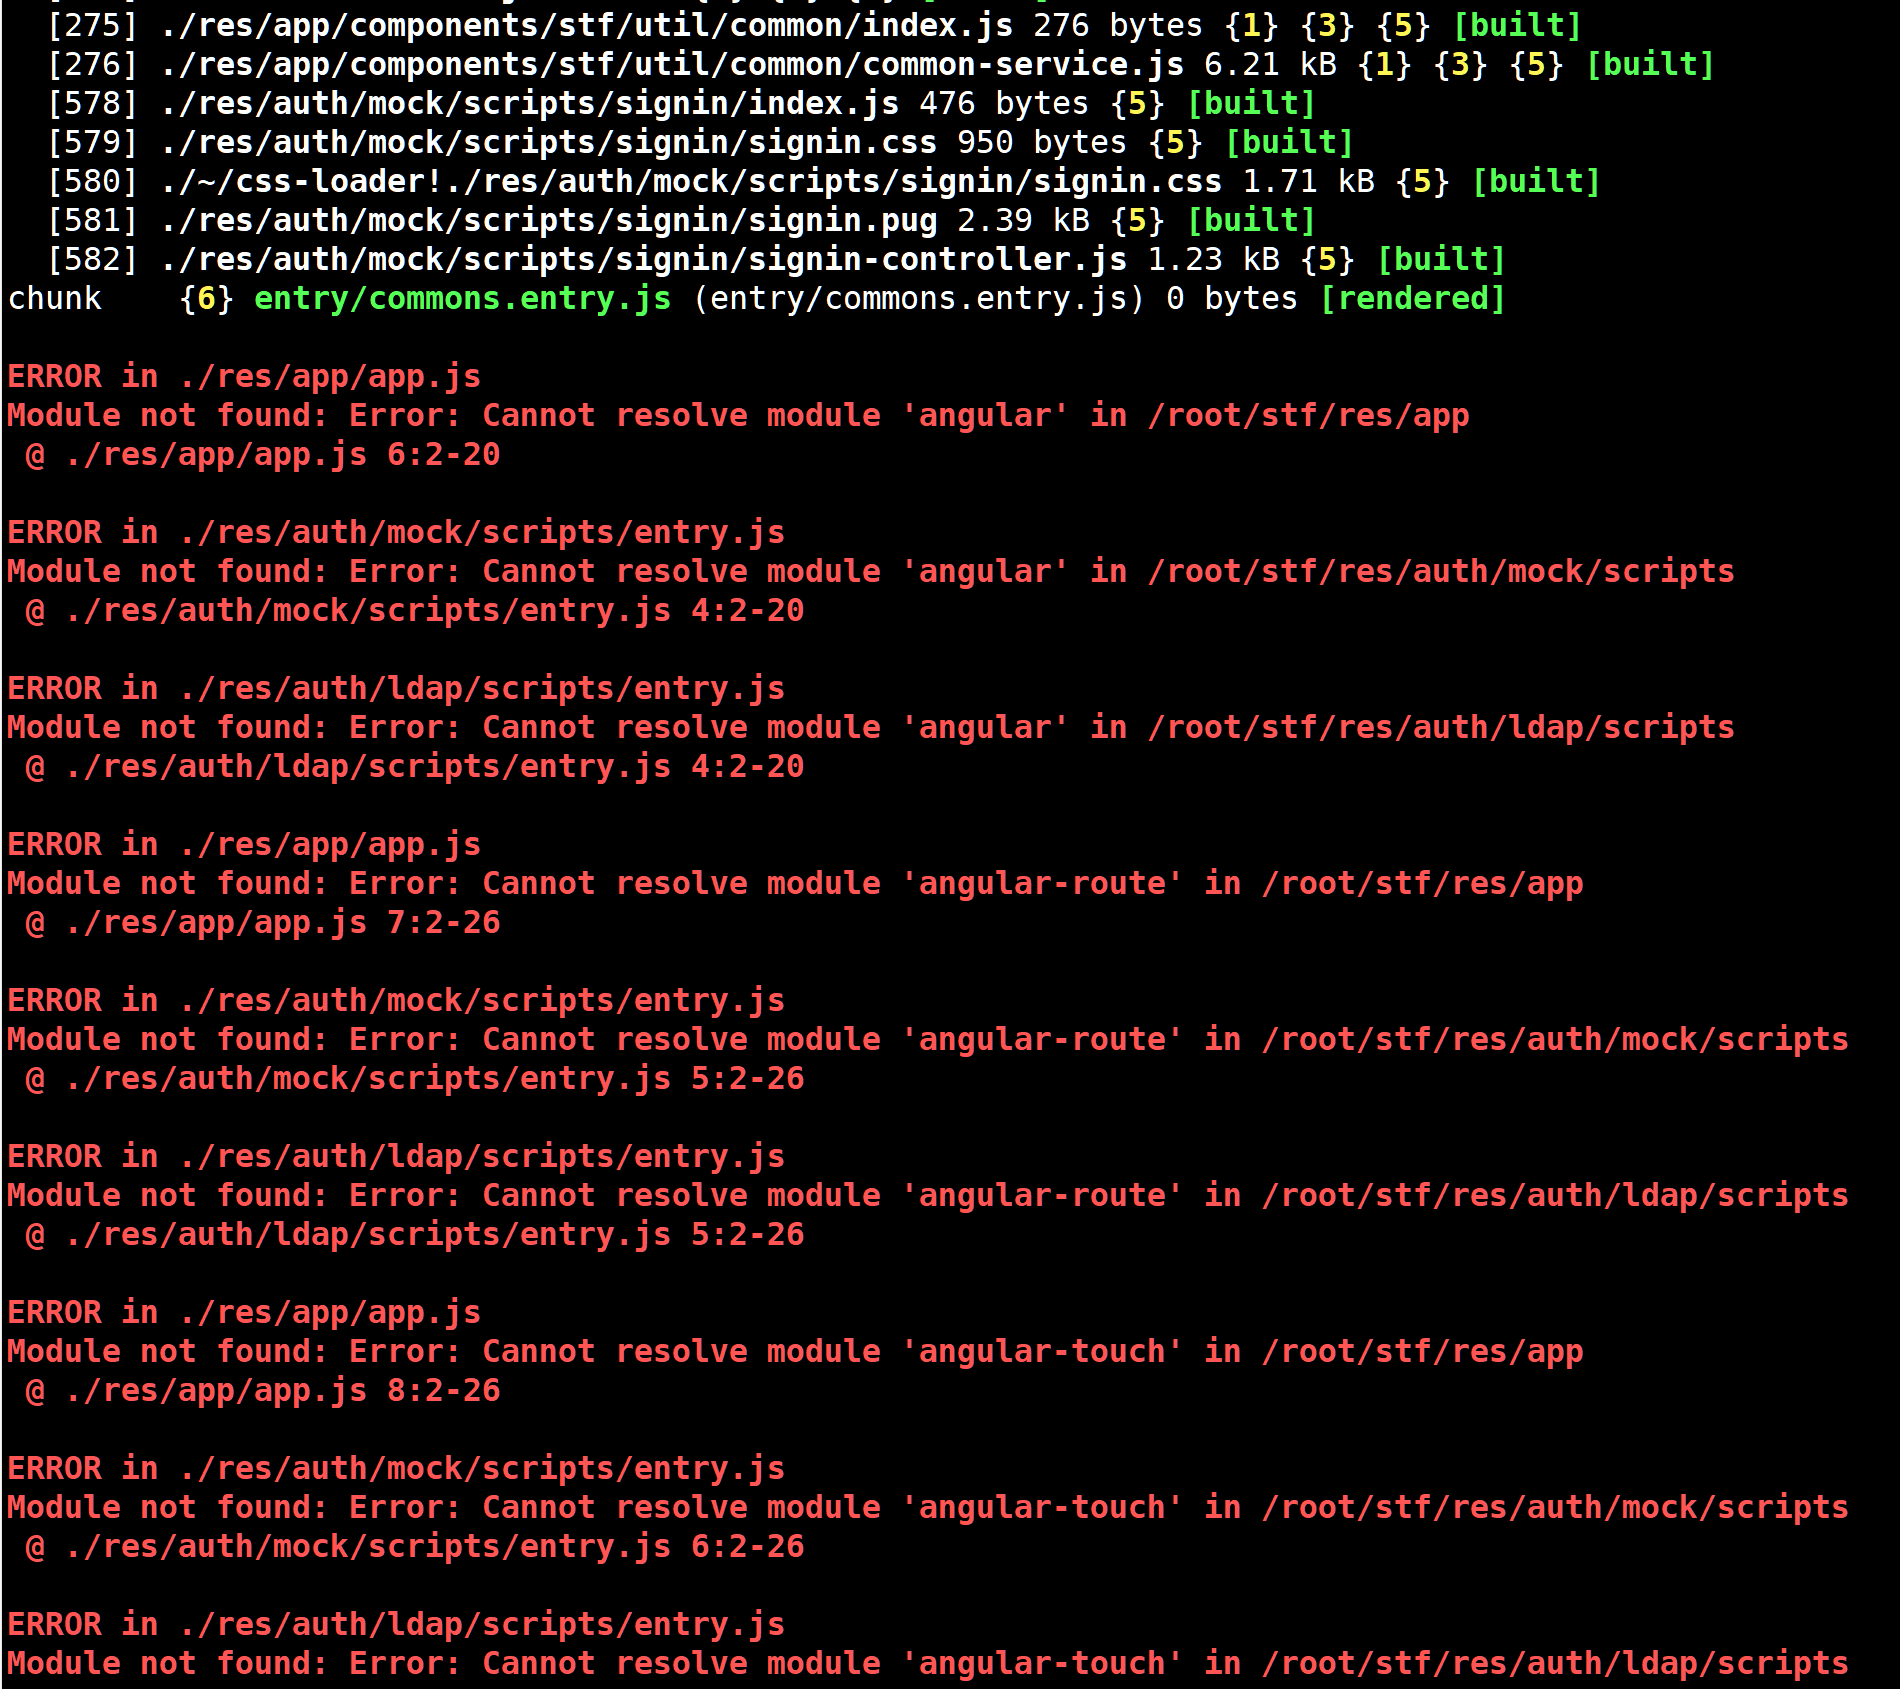 [275] ./res/app/components/stf/util/common/index.js 276 bytes {1} {3} {5} [built]
[276] ./res/app/components/stf/util/common/common-service.js 6.21 kB {1} {3} {5} [built]
[578] ./res/auth/mock/scripts/signin/index.js 476 bytes {5} [built]
[579] ./res/auth/mock/scripts/signin/signin.css 950 bytes {5} [built]
[580] ./~/css-loader!./res/auth/mock/scripts/signin/signin.css 1.71 kB {5} [built]
[581] ./res/auth/mock/scripts/signin/signin.pug 2.39 kB {5} [built]
[582] ./res/auth/mock/scripts/signin/signin-controller.js 1.23 kB {5} [built]
chunk    {6} entry/commons.entry.js (entry/commons.entry.js) 0 bytes [rendered]
ERROR in ./res/app/app.js
Module not found: Error: Cannot resolve module 'angular' in /root/stf/res/app
@ ./res/app/app.js 6:2-20
ERROR in ./res/auth/mock/scripts/entry.js
Module not found: Error: Cannot resolve module 'angular' in /root/stf/res/auth/mock/scripts
@ ./res/auth/mock/scripts/entry.js 4:2-20
ERROR in ./res/auth/ldap/scripts/entry.js
Module not found: Error: Cannot resolve module 'angular' in /root/stf/res/auth/ldap/scripts
@ ./res/auth/ldap/scripts/entry.js 4:2-20
ERROR in ./res/app/app.js
Module not found: Error: Cannot resolve module 'angular-route' in /root/stf/res/app
@ ./res/app/app.js 7:2-26
ERROR in ./res/auth/mock/scripts/entry.js
Module not found: Error: Cannot resolve module 'angular-route' in /root/stf/res/auth/mock/scripts
@ ./res/auth/mock/scripts/entry.js 5:2-26
ERROR in ./res/auth/ldap/scripts/entry.js
Module not found: Error: Cannot resolve module 'angular-route' in /root/stf/res/auth/ldap/scripts
@ ./res/auth/ldap/scripts/entry.js 5:2-26
ERROR in ./res/app/app.js
Module not found: Error: Cannot resolve module 'angular-touch' in /root/stf/res/app
@ ./res/app/app.js 8:2-26
ERROR in ./res/auth/mock/scripts/entry.js
Module not found: Error: Cannot resolve module 'angular-touch' in /root/stf/res/auth/mock/scripts
@ ./res/auth/mock/scripts/entry.js 6:2-26
ERROR in ./res/auth/ldap/scripts/entry.js
Module not found: Error: Cannot resolve module 'angular-touch' in /root/stf/res/auth/ldap/scripts